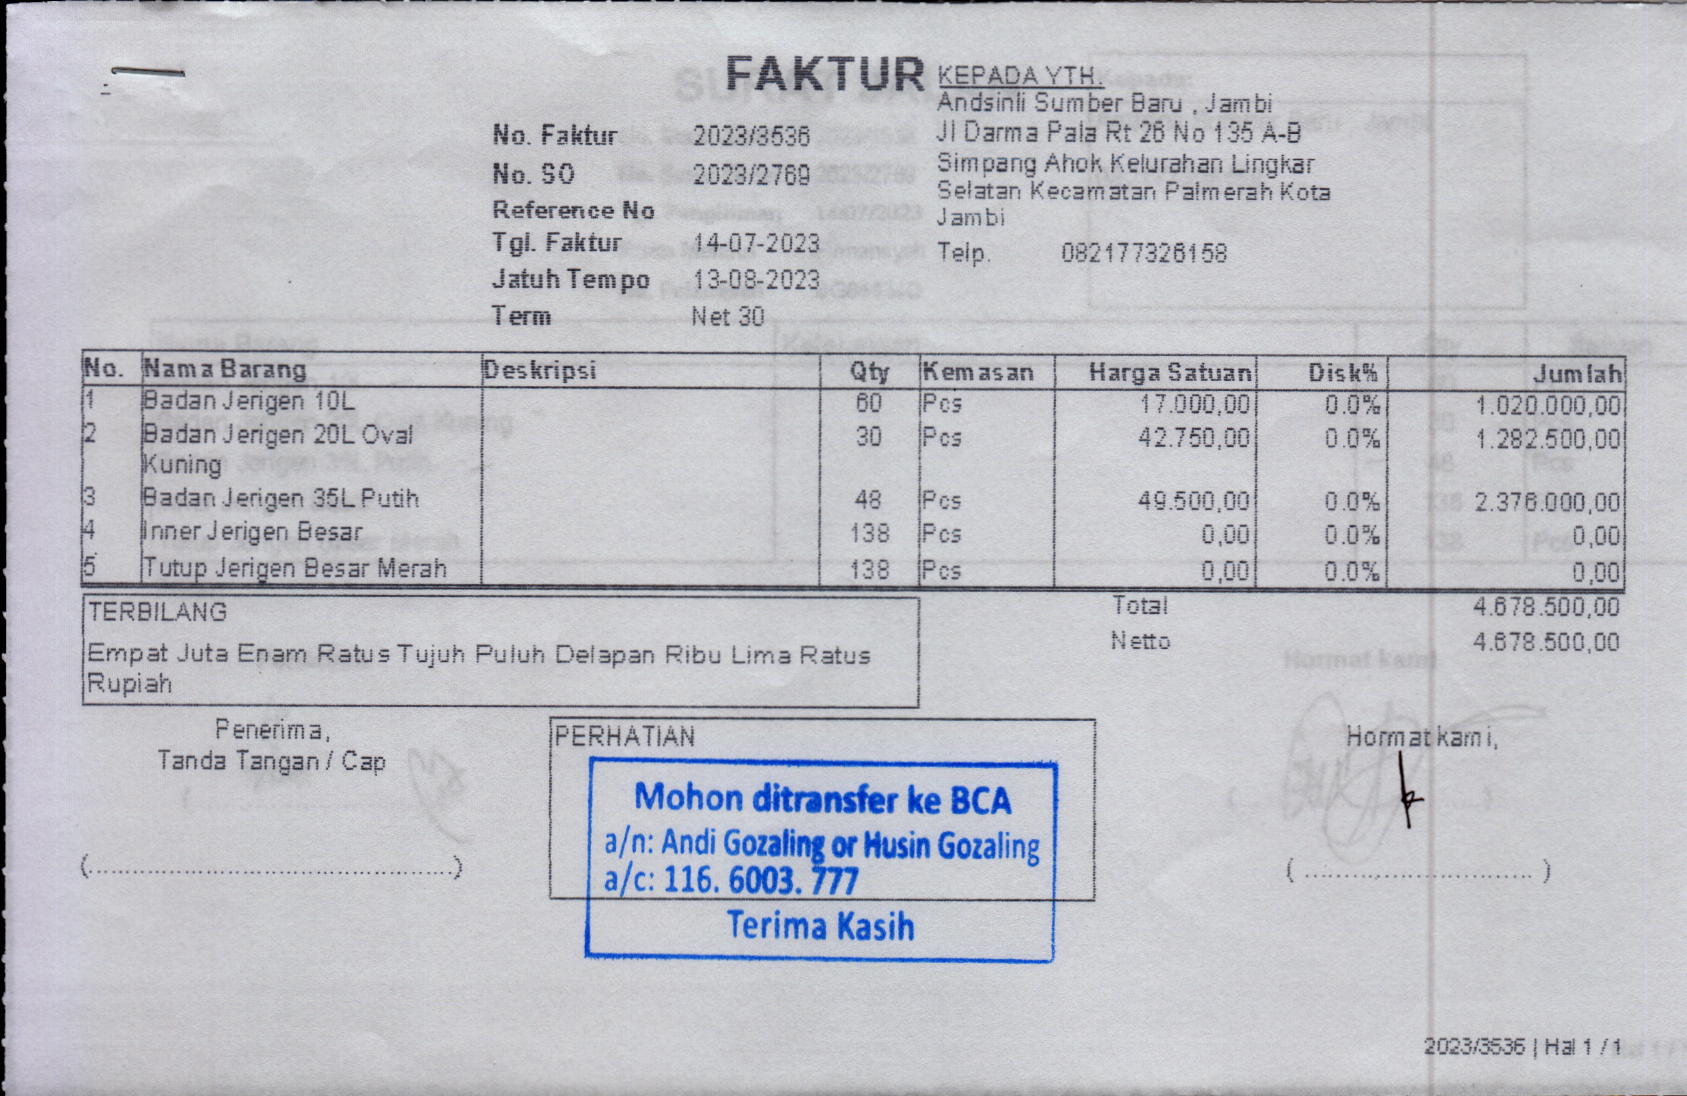 FAKTUR
No. Faktur 2023/3536
No. SO 2023/2769
Reference No
Tgl. Faktur 14-07-2023
Jatuh Tempo 13-08-2023
Term Net 30
KEPADA YTH.
Andsinli Sumber Baru , Jambi
Jl Darma Pala Rt 26 No 135 A-B
Simpang Ahok Kelurahan Lingkar
Selatan Kecamatan Palmerah Kota
Jambi
Telp. 082177326158
No. Nama Barang Deskripsi Qty Kemasan Harga Satuan Disk% Jumlah
1 Badan Jerigen 10L 60 Pcs 17.000,00 0.0% 1.020.000,00
2 Badan Jerigen 20L Oval 30 Pcs 42.750,00 0.0% 1.282.500,00
Kuning
3 Badan Jerigen 35L Putih 48 Pcs 49.500,00 0.0% 2.376.000,00
4 Inner Jerigen Besar 138 Pcs 0,00 0.0% 0,00
5 Tutup Jerigen Besar Merah 138 Pcs 0,00 0.0% 0,00
Total 4.678.500,00
Netto 4.678.500,00
TERBILANG
Empat Juta Enam Ratus Tujuh Puluh Delapan Ribu Lima Ratus
Rupiah
Penerima,
Tanda Tangan / Cap
(..............................................)
PERHATIAN
Mohon ditransfer ke BCA
a/n: Andi Gozaling or Husin Gozaling
a/c: 116. 6003. 777
Terima Kasih
Hormat kami,
( ............................. )
2023/3536 | Hal 1 / 1